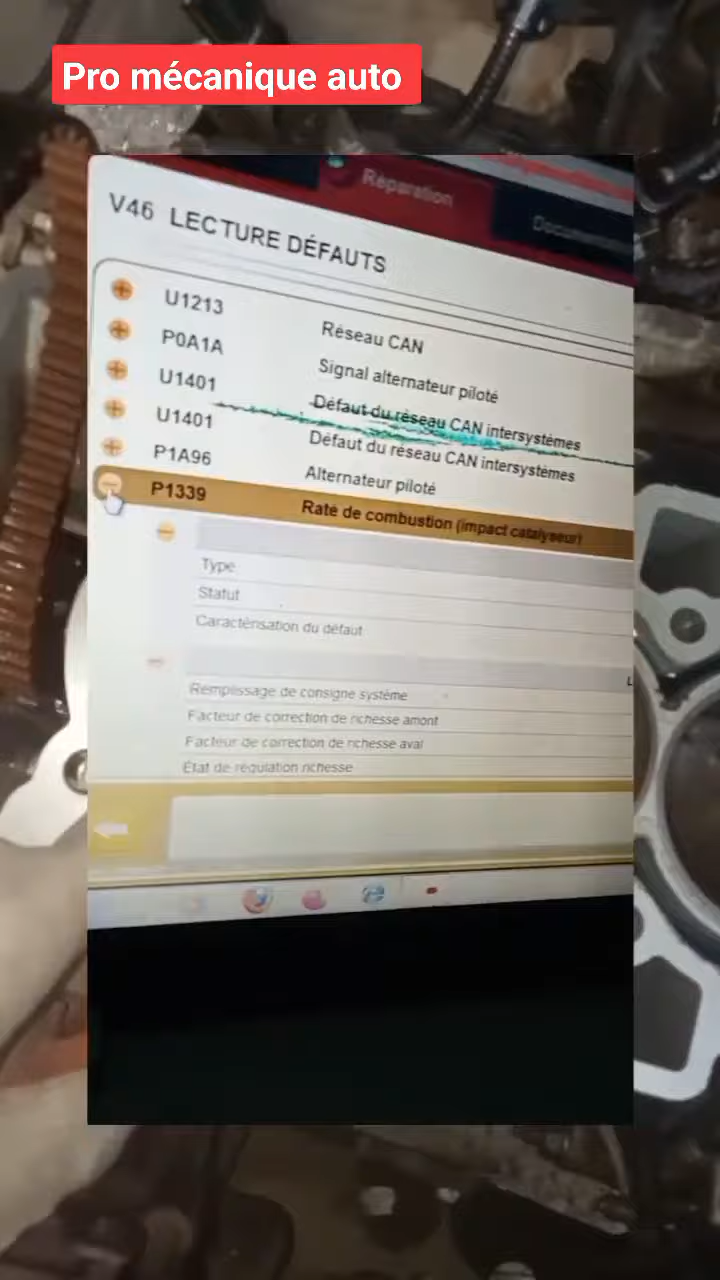 Pro mécanique auto
Réparation
V46 LECTURE DÉFAUTS
U1213 Réseau CAN
P0A1A Signal alternateur piloté
U1401 Défaut du réseau CAN intersystèmes
U1401 Défaut du réseau CAN intersystèmes
P1A96 Alternateur piloté
P1339 Raté de combustion (impact catalyseur)
Type
Statut
Caractérisation du défaut
Remplissage de consigne système
Facteur de correction de richesse amont
Facteur de correction de richesse aval
État de régulation richesse